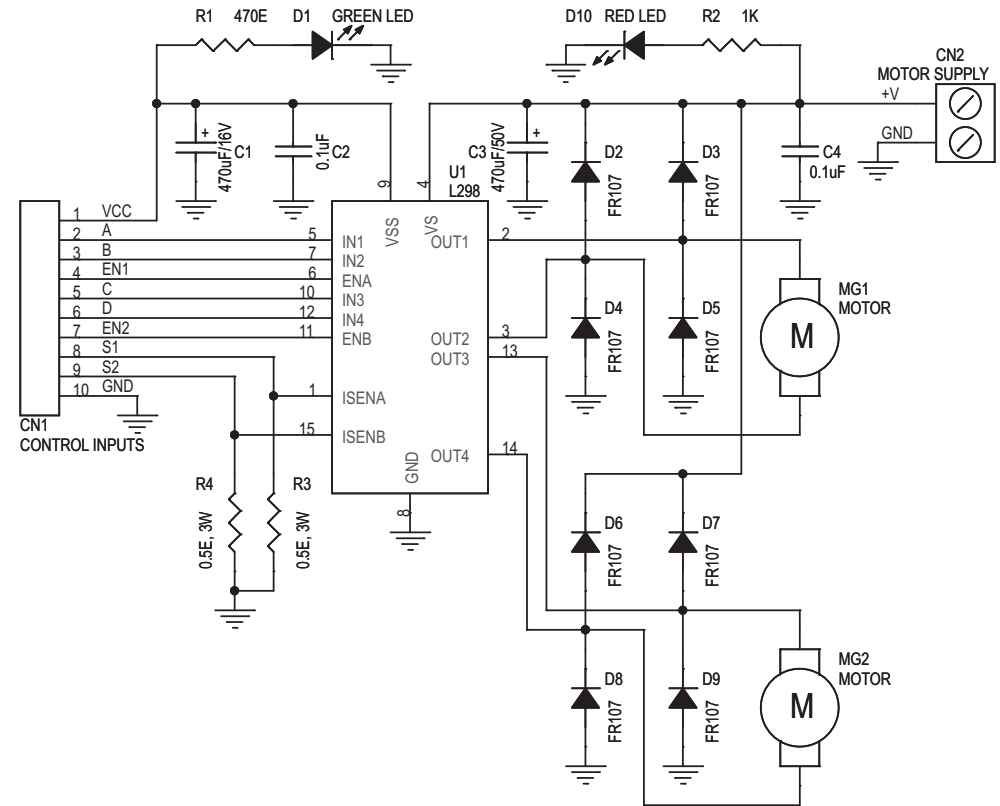 R1 470E D1 GREEN LED
D10 RED LED R2 1K
CN2
MOTOR SUPPLY
+V
GND
+
470uF/16V
C1
0.1uF
C2
C3
470uF/50V
+
D2
FR107
D3
FR107
C4
0.1uF
U1
L298
9
4
VSS
VS
1 VCC
2 A
3 B
4 EN1
5 C
6 D
7 EN2
8 S1
9 S2
10 GND
CN1
CONTROL INPUTS
5 IN1
7 IN2
6 ENA
10 IN3
12 IN4
11 ENB
1 ISENA
15 ISENB
OUT1 2
OUT2 3
OUT3 13
OUT4 14
GND
8
D4
FR107
D5
FR107
M
MG1
MOTOR
R4
0.5E, 3W
R3
0.5E, 3W
D6
FR107
D7
FR107
D8
FR107
D9
FR107
M
MG2
MOTOR